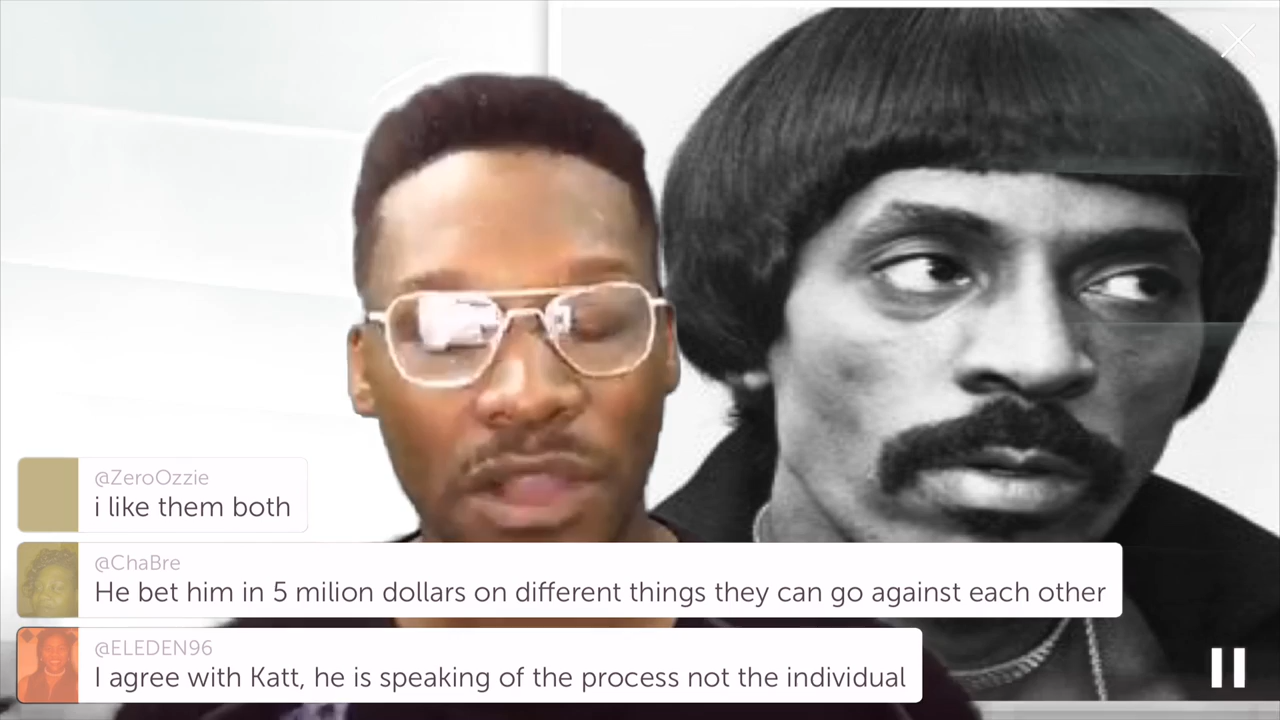 @ZeroOzzie
i like them both
@ChaBre
He bet him in 5 milion dollars on different things they can go against each other
@ELEDEN96
I agree with Katt, he is speaking of the process not the individual